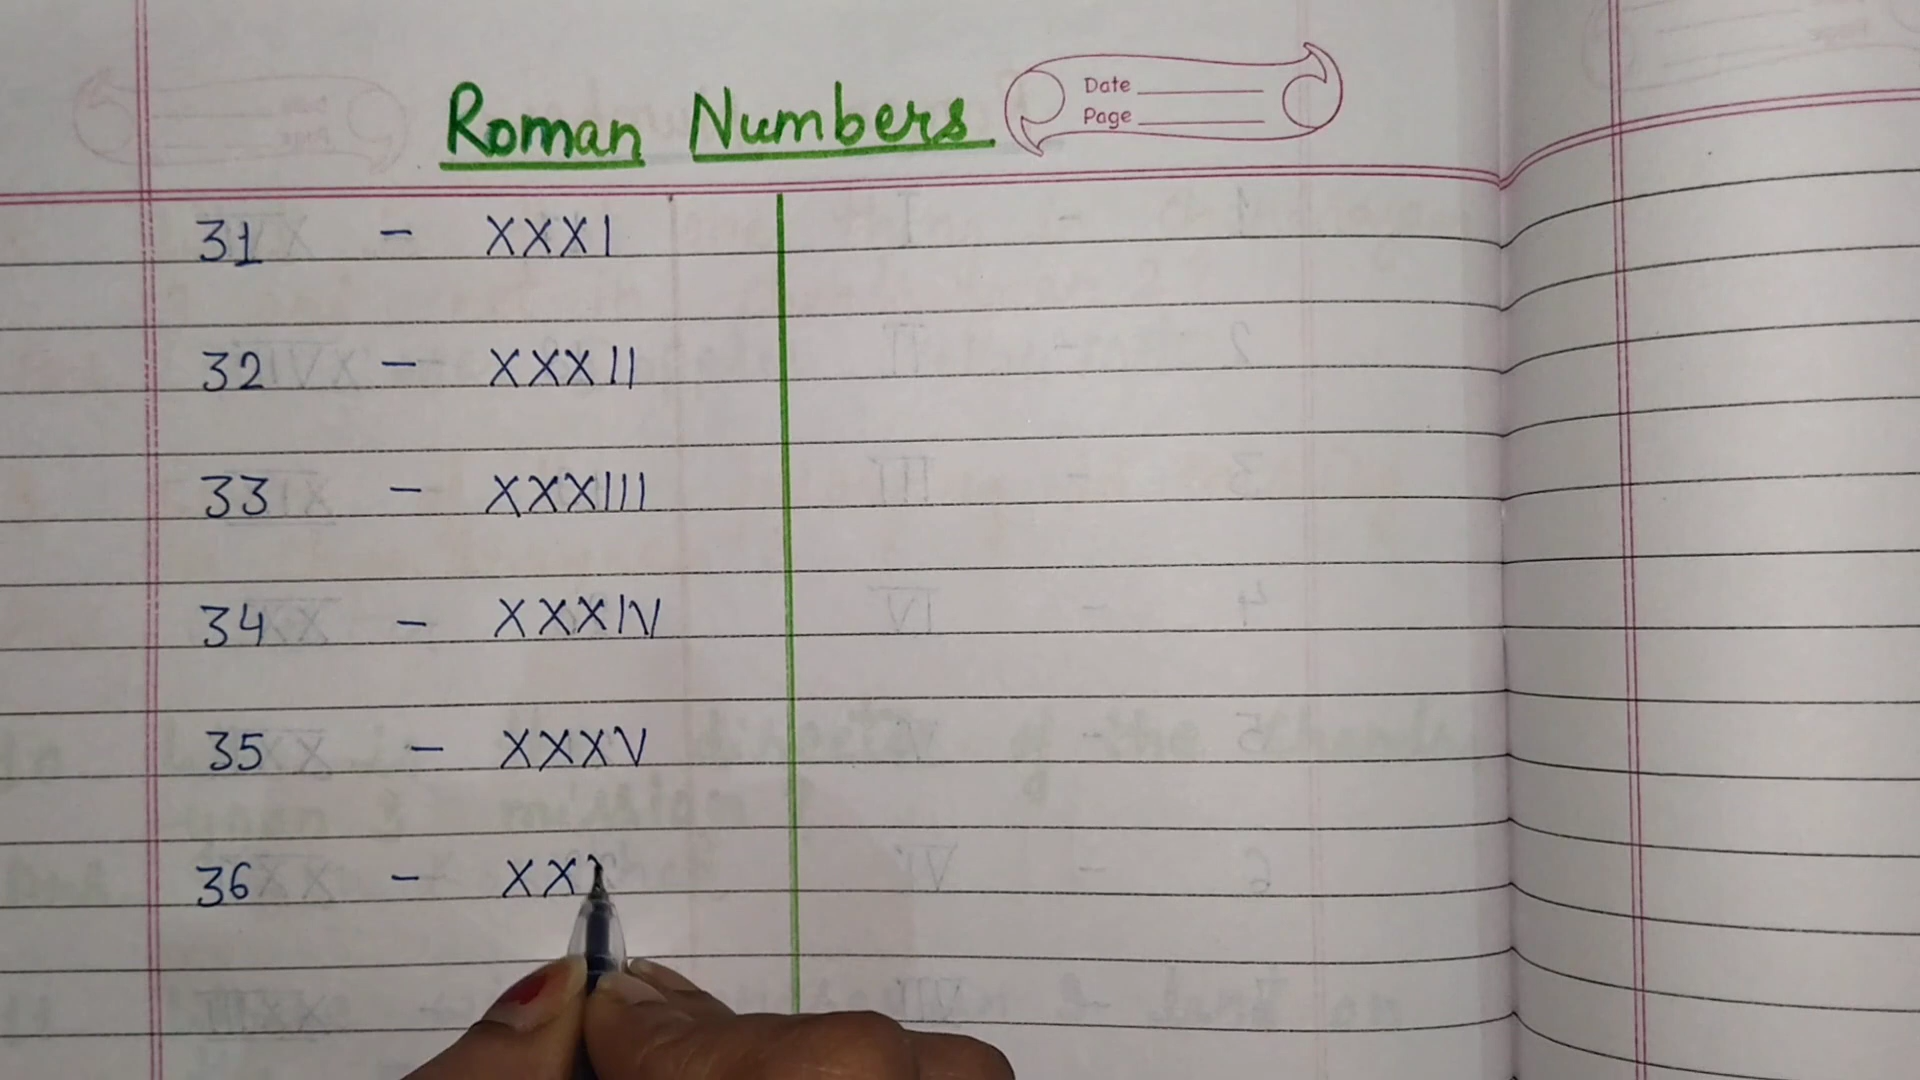 Roman Numbers.
Date
Page
31 - XXXI
32 - XXXII
33 - XXXIII
34 - XXXIV
35 - XXXV
36 - XX